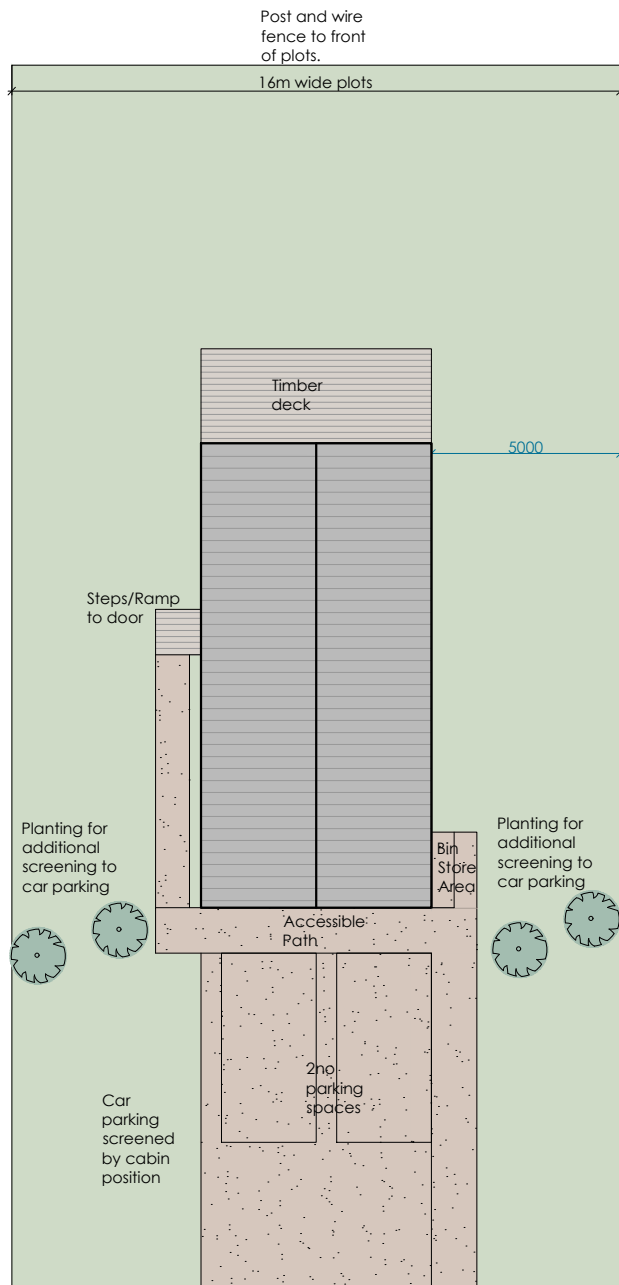 Post and wire
fence to front
of plots.
16m wide plots
Timber
deck
5000
Steps/Ramp
to door
Planting for
additional
screening to
car parking
Bin
Store
Area
Planting for
additional
screening to
car parking
Accessible
Path
2no
parking
spaces
Car
parking
screened
by cabin
position